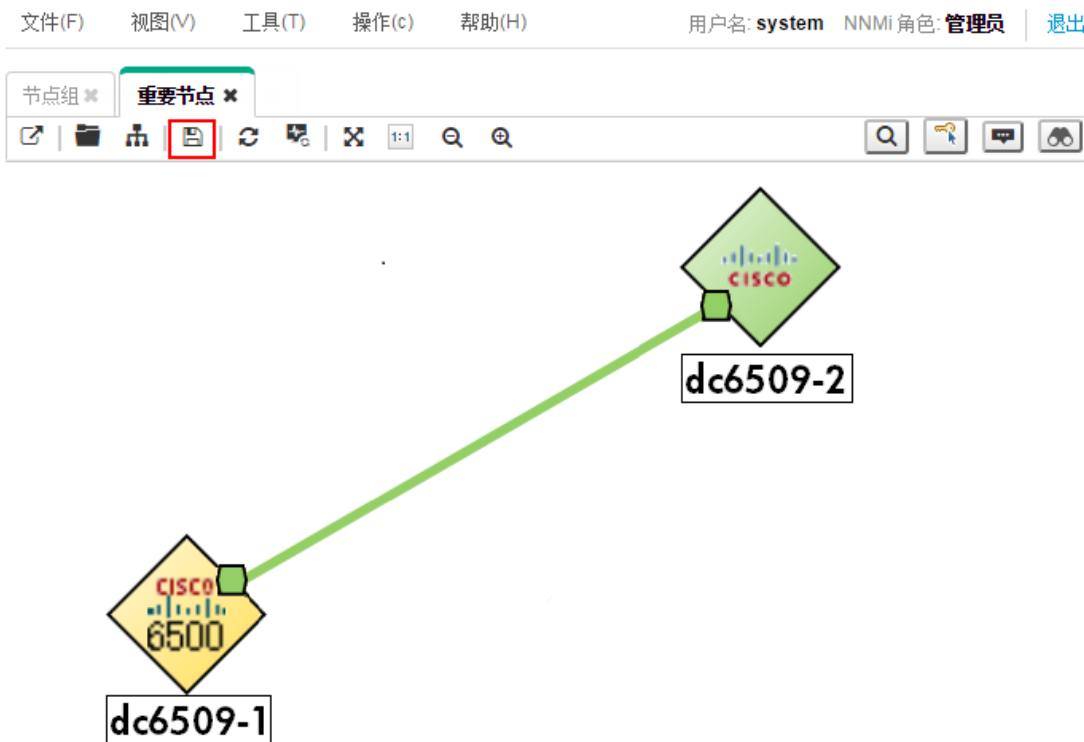 文件(F) 视图(V) 工具(T) 操作(c) 帮助(H) 用户名: system NNMi 角色: 管理员 退出
节点组 重要节点
1:1
CISCO
dc6509-2
CISCO
6500
dc6509-1